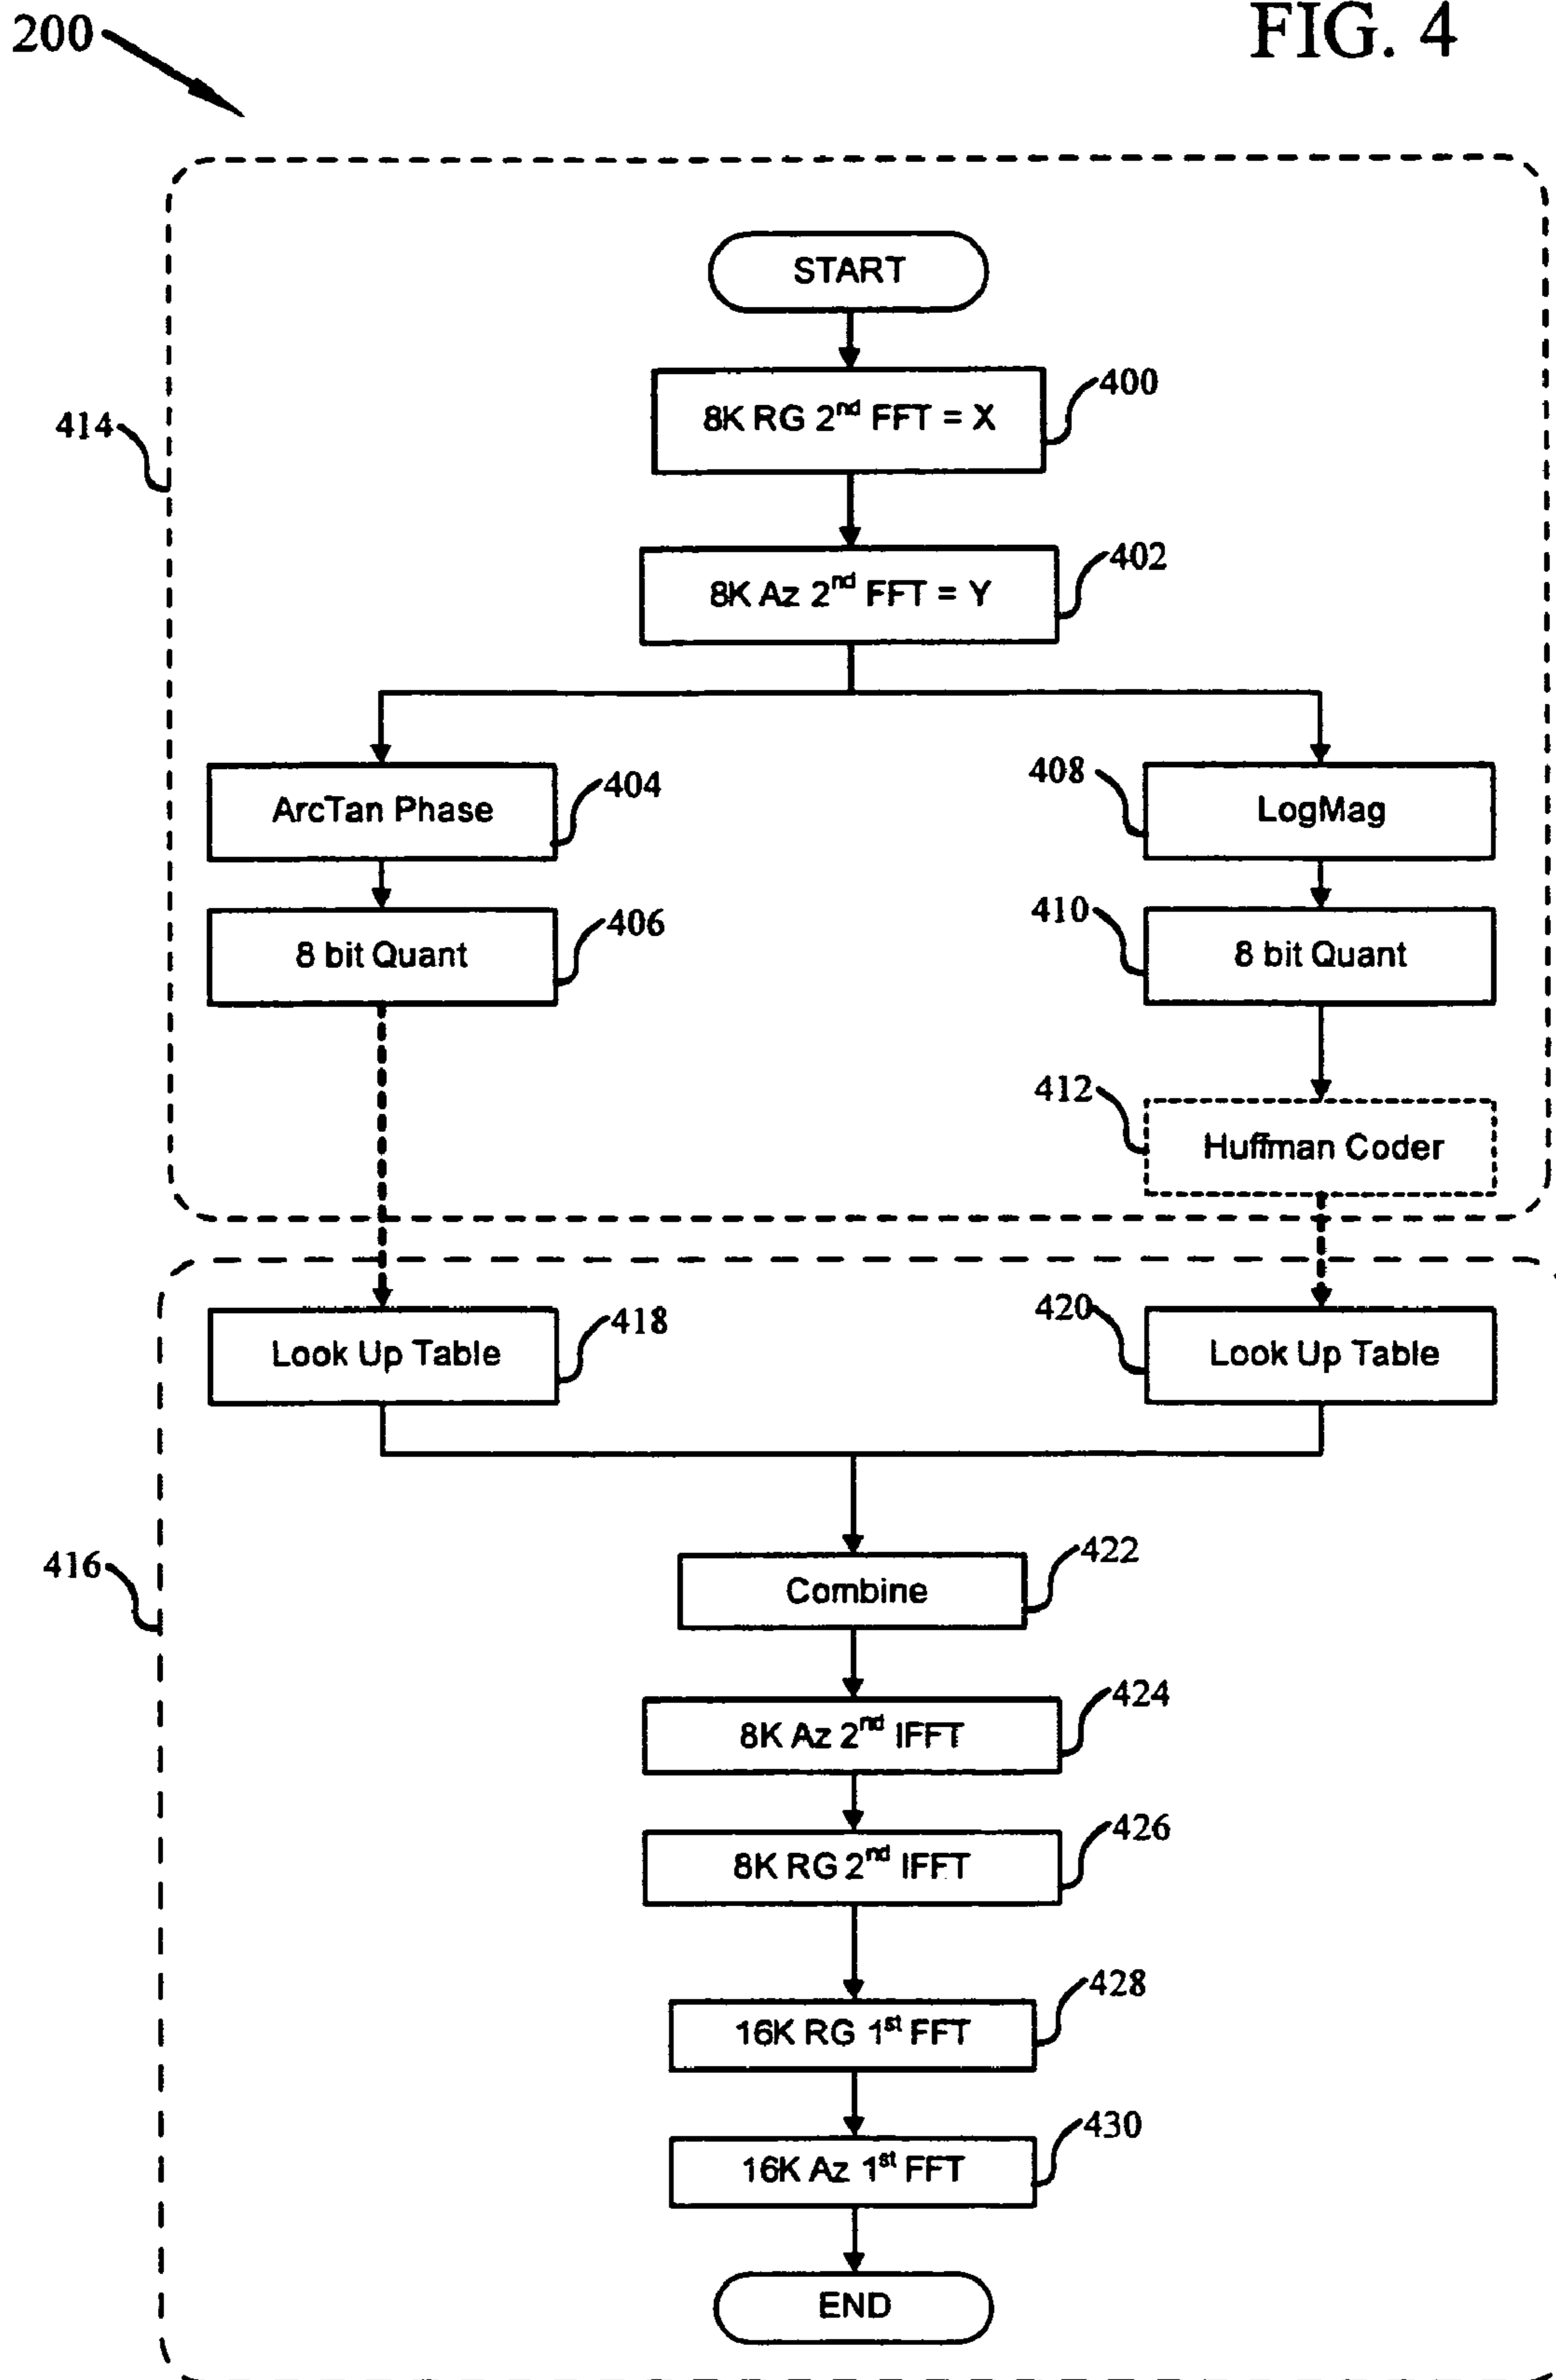 FIG. 4
200
START
400
8K RG 2nd FFT = X
414
402
8K Az 2nd FFT = Y
404
ArcTan Phase
408
LogMag
406
8 bit Quant
410
8 bit Quant
412
Huffman Coder
418
Look Up Table
420
Look Up Table
416
422
Combine
424
8K Az 2nd IFFT
426
8K RG 2nd IFFT
428
16K RG 1st FFT
430
16K Az 1st FFT
END